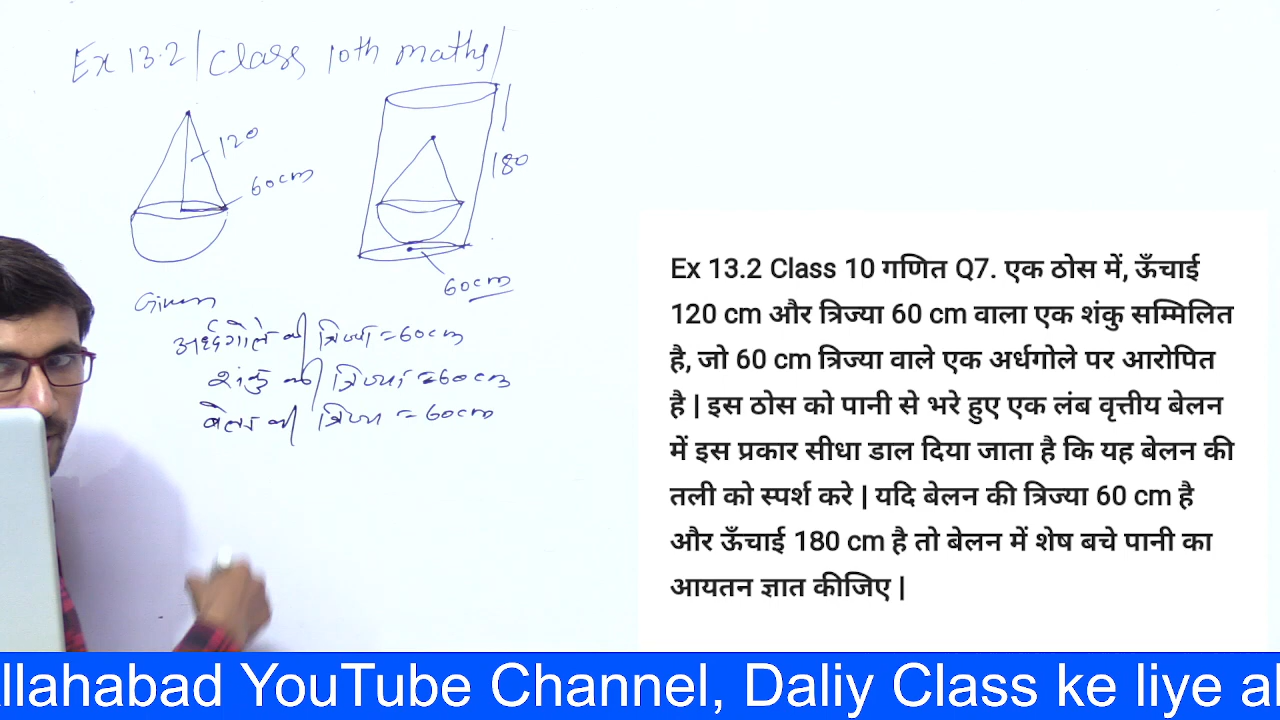 Ex 13.2 | Class 10th maths |
120
60cm
180
60cm
Given
अर्धगोले की त्रिज्या = 60cm
शंकु की त्रिज्या = 60cm
बेलन की त्रिज्या = 60cm
Ex 13.2 Class 10 गणित Q7. एक ठोस में, ऊँचाई
120 cm और त्रिज्या 60 cm वाला एक शंकु सम्मिलित
है, जो 60 cm त्रिज्या वाले एक अर्धगोले पर आरोपित
है | इस ठोस को पानी से भरे हुए एक लंब वृत्तीय बेलन
में इस प्रकार सीधा डाल दिया जाता है कि यह बेलन की
तली को स्पर्श करे | यदि बेलन की त्रिज्या 60 cm है
और ऊँचाई 180 cm है तो बेलन में शेष बचे पानी का
आयतन ज्ञात कीजिए |
llahabad YouTube Channel, Daliy Class ke liye al